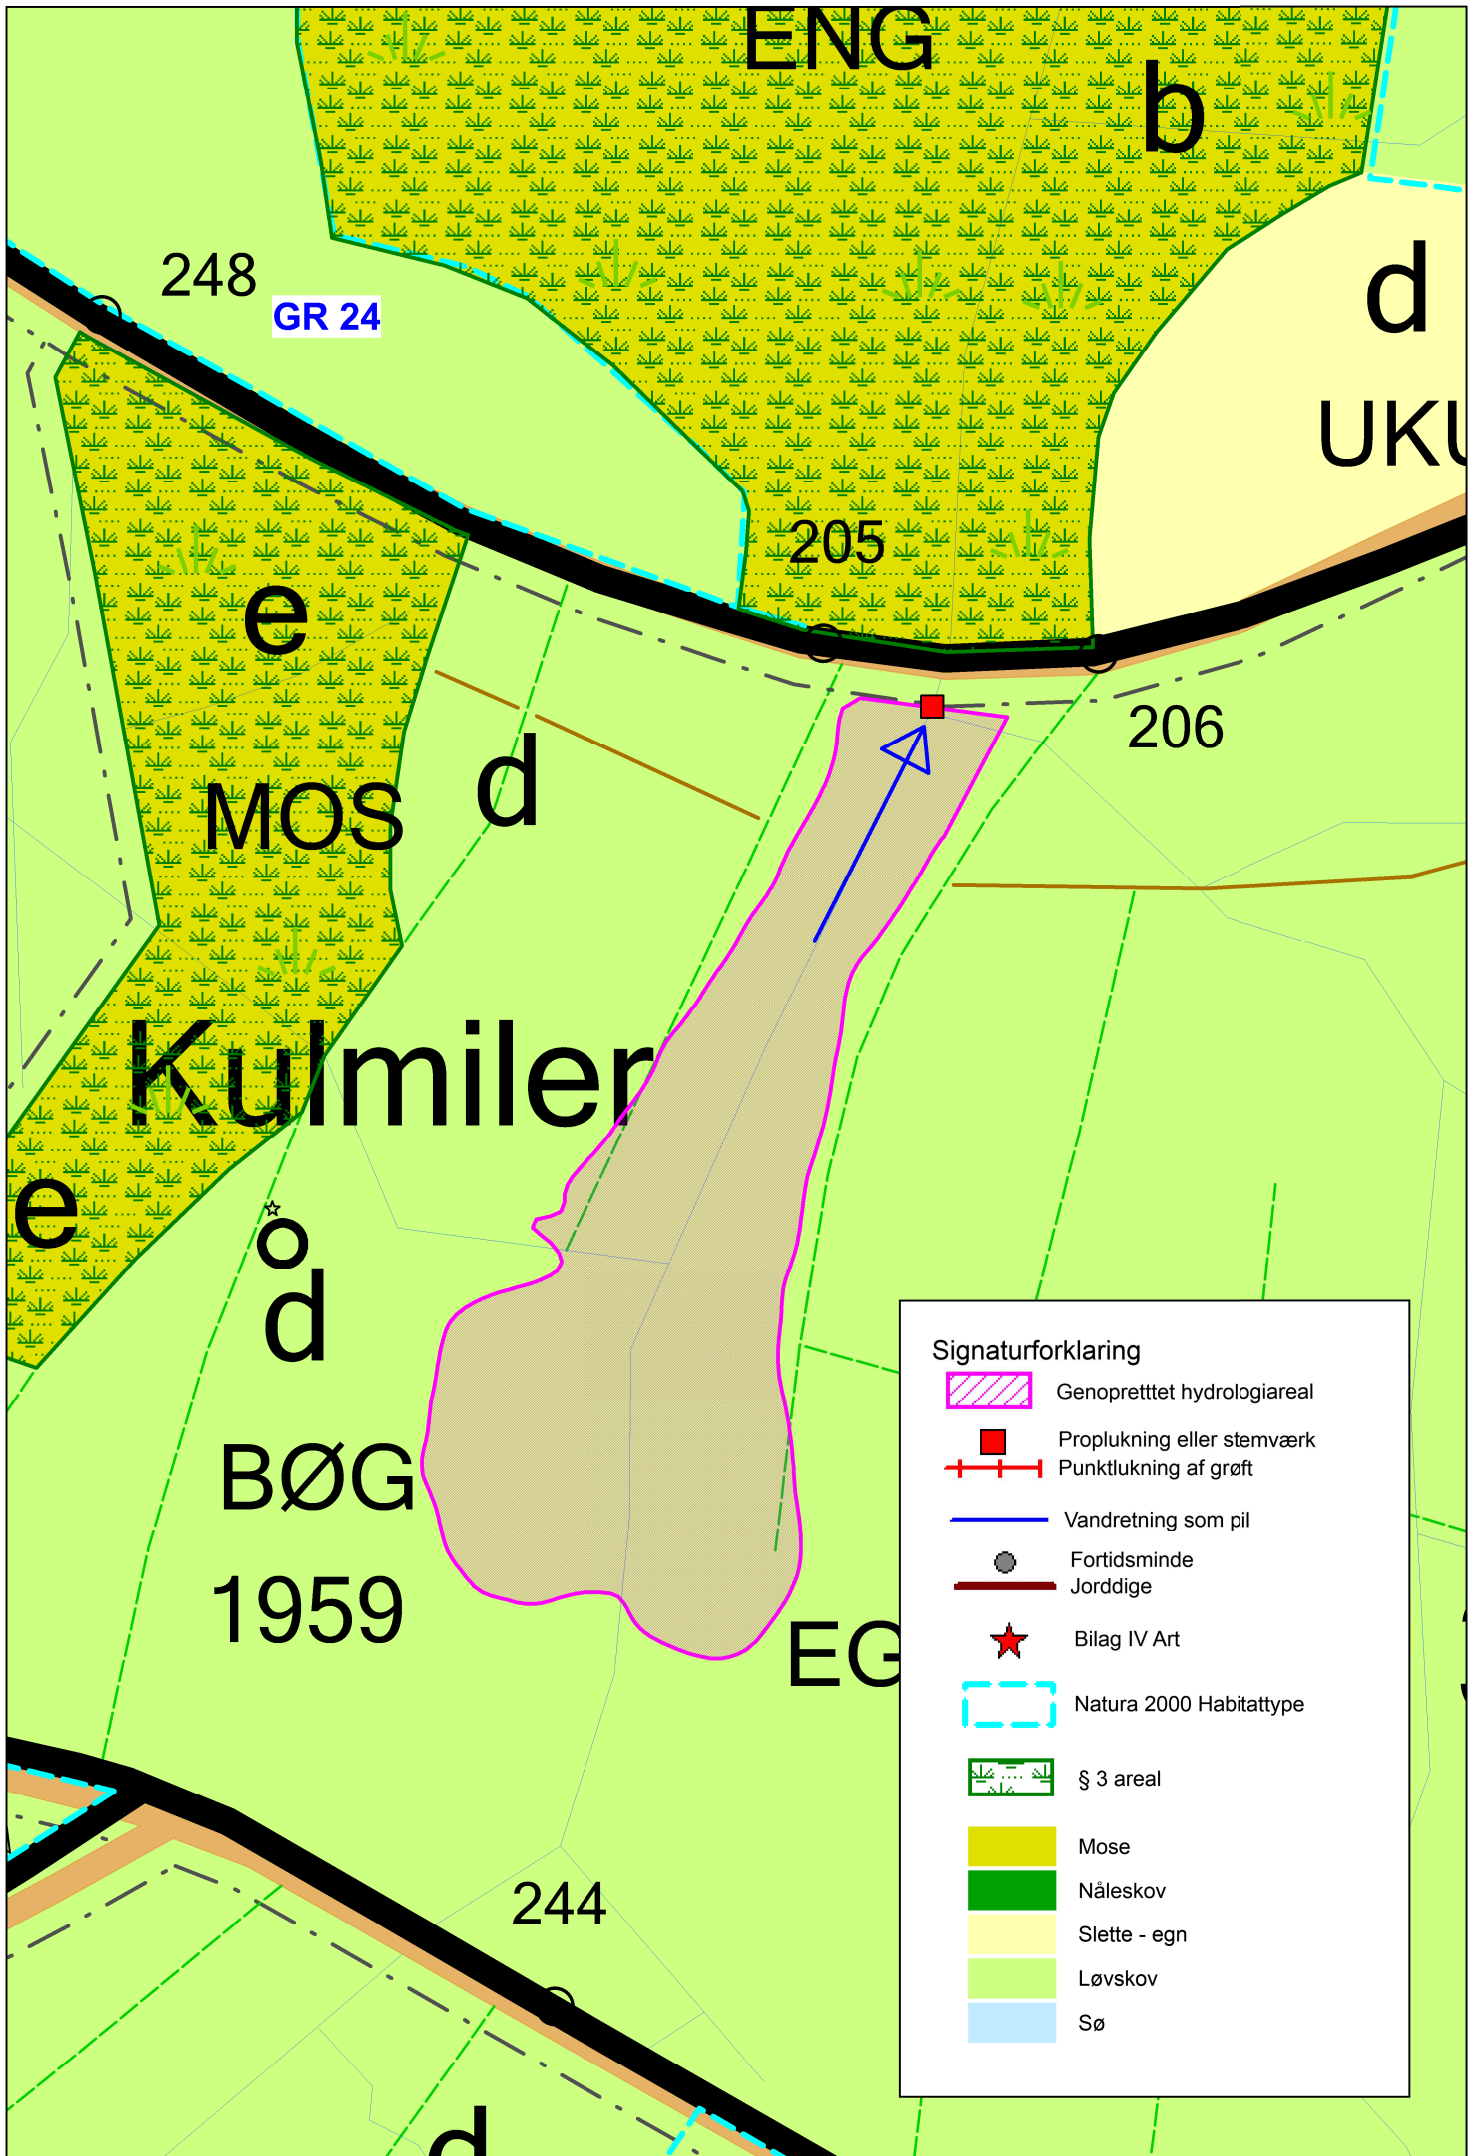 ENG
b
248
GR 24
d
UKU
205
e
206
d
MOS
Kulmiler
e
d
Signaturforklaring
Genopretttet hydrologiareal
Proplukning eller stemværk
Punktlukning af grøft
BØG
Vandretning som pil
Fortidsminde
Jorddige
1959
EG
Bilag IV Art
Natura 2000 Habitattype
§ 3 areal
Mose
Nåleskov
244
Slette - egn
Løvskov
Sø
d